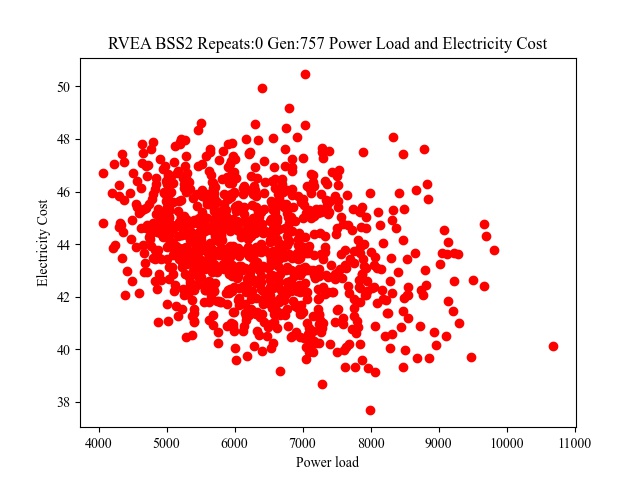 RVEA BSS2 Repeats:0 Gen:757 Power Load and Electricity Cost
50
48
46
44
42
40
38
Electricity Cost
4000 5000 6000 7000 8000 9000 10000 11000
Power load